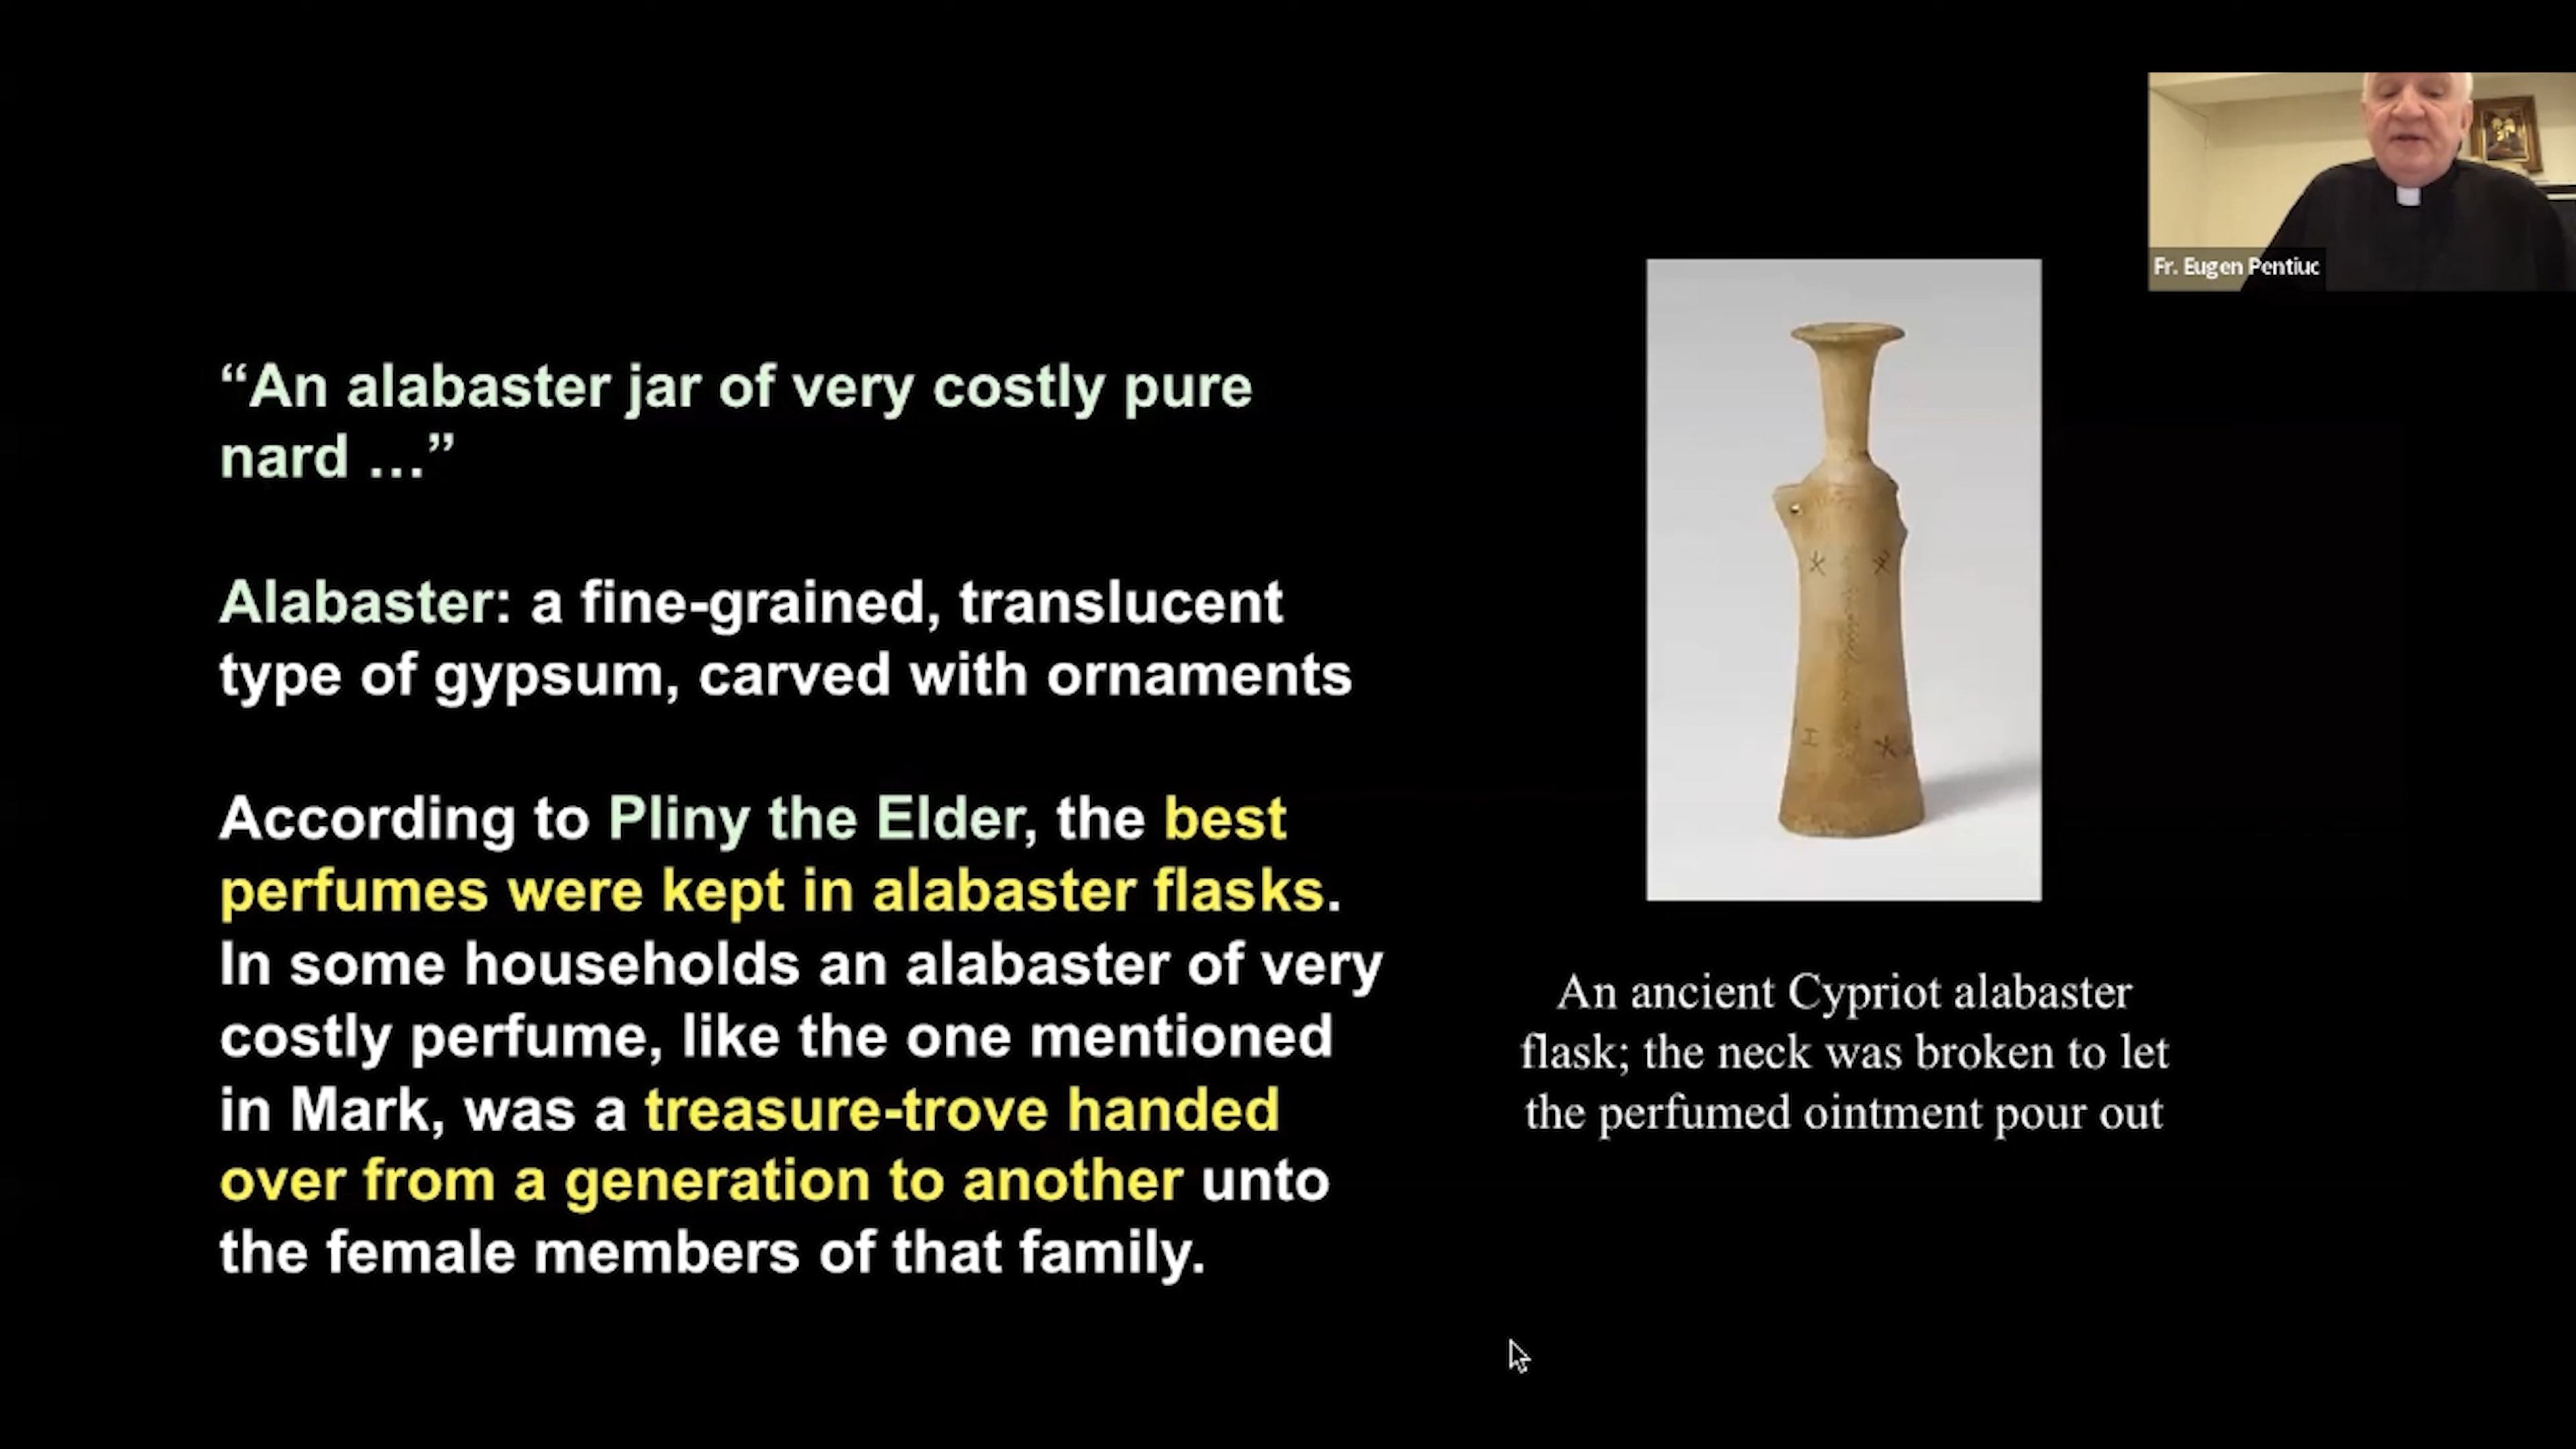 Fr. Eugen Pentiuc
“An alabaster jar of very costly pure
nard …”
Alabaster: a fine-grained, translucent
type of gypsum, carved with ornaments
According to Pliny the Elder, the best
perfumes were kept in alabaster flasks.
In some households an alabaster of very
costly perfume, like the one mentioned
in Mark, was a treasure-trove handed
over from a generation to another unto
the female members of that family.
An ancient Cypriot alabaster
flask; the neck was broken to let
the perfumed ointment pour out